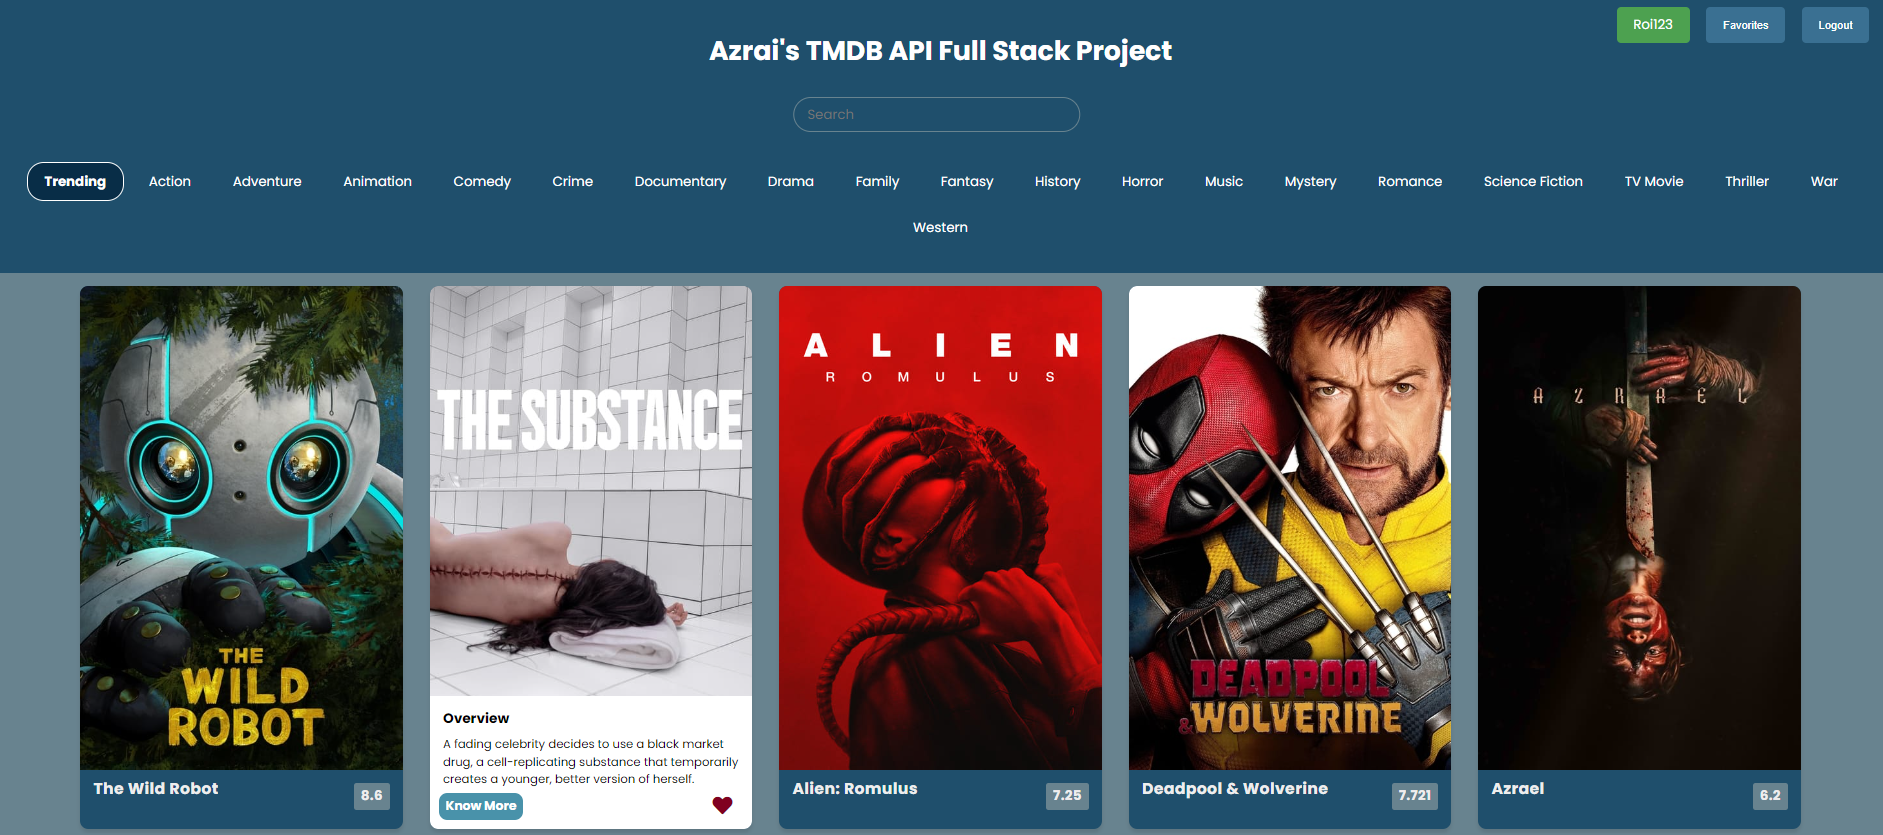 Roi123
Favorites
Logout
Azrai's TMDB API Full Stack Project
Search
Trending Action Adventure Animation Comedy Crime Documentary Drama Family Fantasy History Horror Music Mystery Romance Science Fiction TV Movie Thriller War
Western
THE
WILD
ROBOT
The Wild Robot
8.6
THE SUBSTANCE
Overview
A fading celebrity decides to use a black market
drug, a cell-replicating substance that temporarily
creates a younger, better version of herself.
Know More
ALIEN
ROMULUS
Alien: Romulus
7.25
DEADPOOL
&WOLVERINE
Deadpool & Wolverine
7.721
AZRAEL
Azrael
6.2